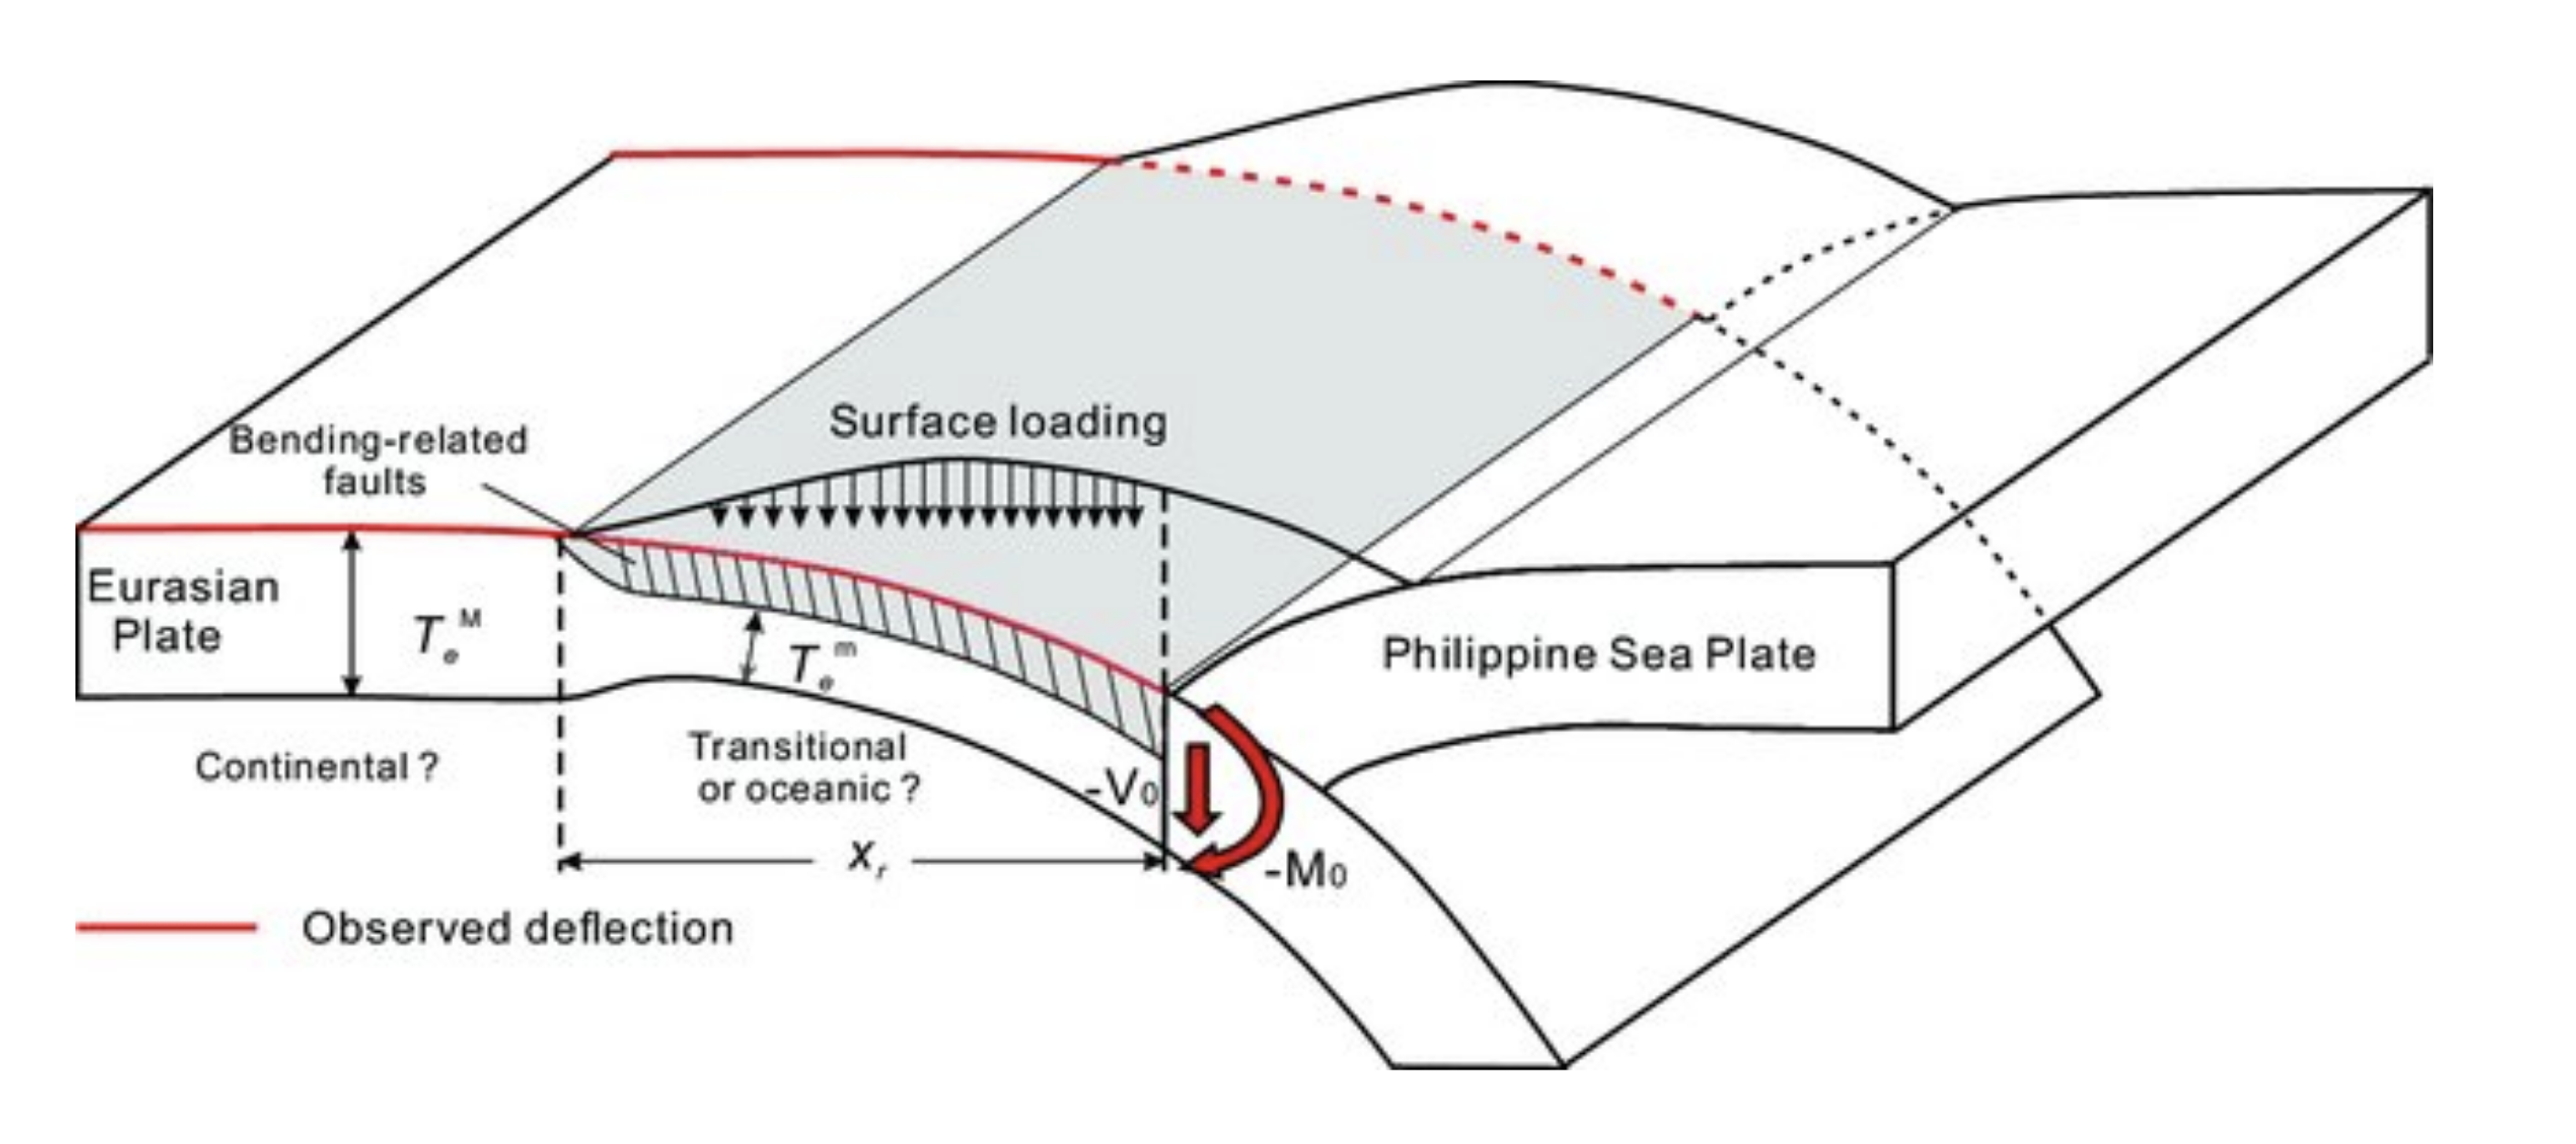 Surface loading
Bending-related
faults
Eurasian
Plate
Tₑᴹ
Tₑᵐ
Philippine Sea Plate
Continental ?
Transitional
or oceanic ?
-V₀
Xᵣ
-M₀
Observed deflection